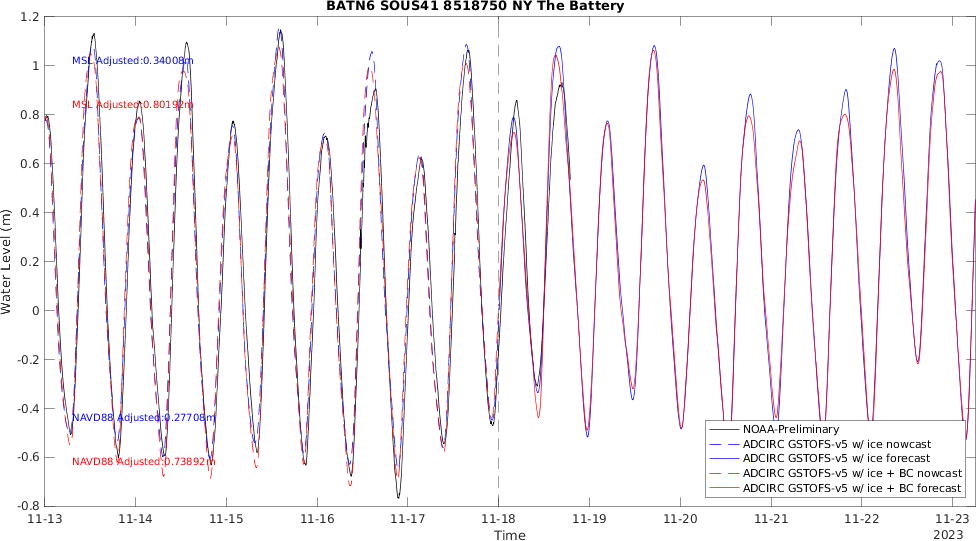 BATN6 SOUS41 8518750 NY The Battery
1.2
1
0.8
0.6
0.4
0.2
0
-0.2
-0.4
-0.6
-0.8
Water Level (m)
MSL Adjusted:0.34008m
MSL Adjusted:0.80192m
NAVD88 Adjusted:0.27708m
NAVD88 Adjusted:0.73892m
NOAA-Preliminary
ADCIRC GSTOFS-v5 w/ ice nowcast
ADCIRC GSTOFS-v5 w/ ice forecast
ADCIRC GSTOFS-v5 w/ ice + BC nowcast
ADCIRC GSTOFS-v5 w/ ice + BC forecast
11-13 11-14 11-15 11-16 11-17 11-18 11-19 11-20 11-21 11-22 11-23
Time
2023